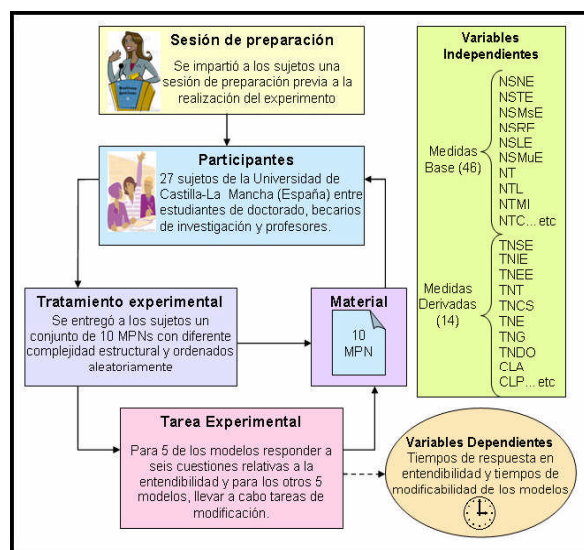 Sesión de preparación
Se impartió a los sujetos una
sesión de preparación previa a la
realización del experimento
Participantes
27 sujetos de la Universidad de
Castilla-La Mancha (España) entre
estudiantes de doctorado, becarios
de investigación y profesores.
Tratamiento experimental
Se entregó a los sujetos un
conjunto de 10 MPNs con diferente
complejidad estructural y ordenados
aleatoriamente
Material
10
MPN
Tarea Experimental
Para 5 de los modelos responder a
seis cuestiones relativas a la
entendibilidad y para los otros 5
modelos, llevar a cabo tareas de
modificación.
Variables
Independientes
Medidas
Base (46)
NSNE
NSTE
NSMsE
NSRE
NSLE
NSMuE
NT
NTL
NTMI
NTC... etc
Medidas
Derivadas
(14)
TNSE
TNIE
TNEE
TNT
TNCS
TNE
TNG
TNDO
CLA
CLP... etc
Variables Dependientes
Tiempos de respuesta en
entendibilidad y tiempos de
modificabilidad de los modelos